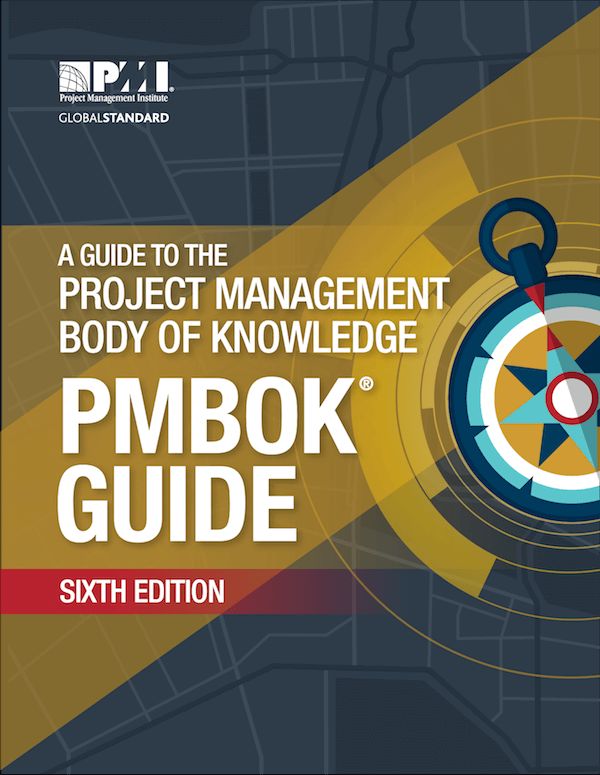 PMI®
Project Management Institute
GLOBALSTANDARD
A GUIDE TO THE
PROJECT MANAGEMENT
BODY OF KNOWLEDGE
PMBOK®
GUIDE
SIXTH EDITION